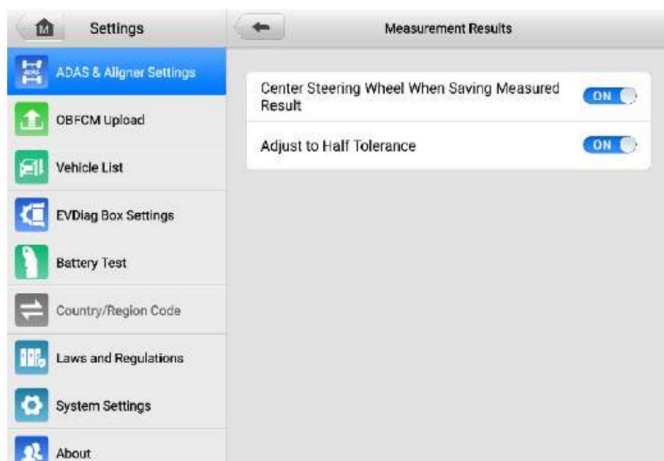 Settings
Measurement Results
ADAS & Aligner Settings
OBFCM Upload
Vehicle List
EVDiag Box Settings
Battery Test
Country/Region Code
Laws and Regulations
System Settings
About
Center Steering Wheel When Saving Measured
Result
ON
Adjust to Half Tolerance
ON